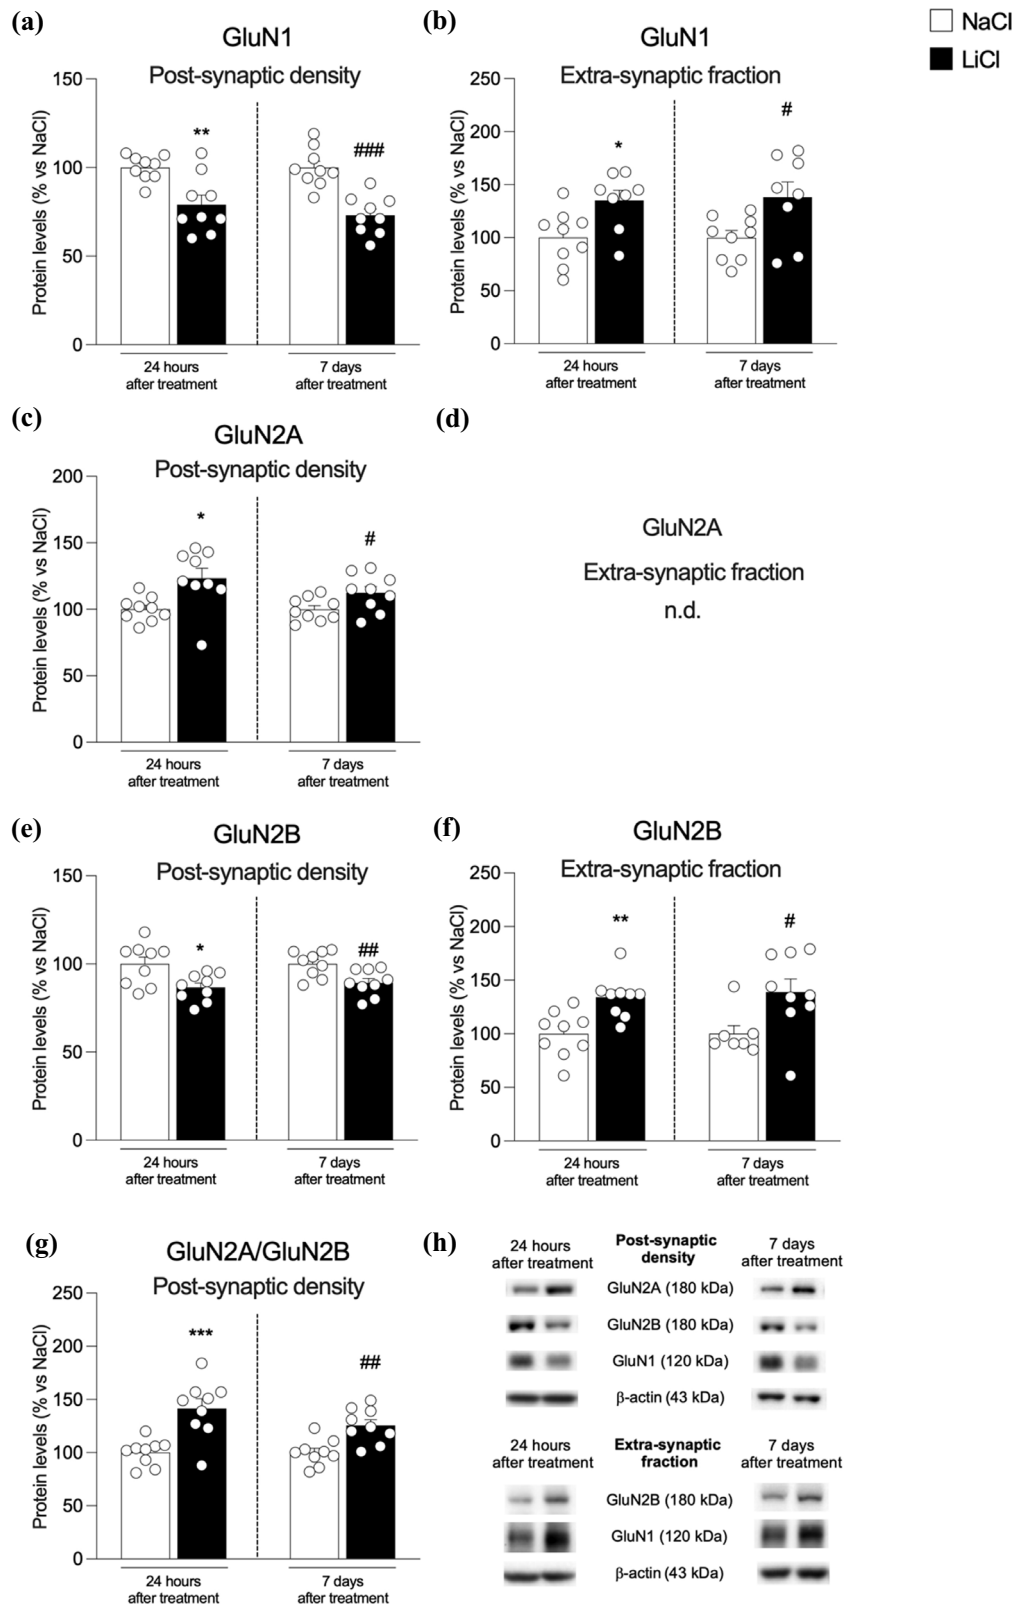 (a)
GluN1
Post-synaptic density
Protein levels (% vs NaCl)
150
100
50
0
**
###
24 hours
after treatment
7 days
after treatment
(b)
GluN1
Extra-synaptic fraction
Protein levels (% vs NaCl)
250
200
150
100
50
0
*
#
24 hours
after treatment
7 days
after treatment
NaCl
LiCl
(c)
GluN2A
Post-synaptic density
Protein levels (% vs NaCl)
200
150
100
50
0
*
#
24 hours
after treatment
7 days
after treatment
(d)
GluN2A
Extra-synaptic fraction
n.d.
(e)
GluN2B
Post-synaptic density
Protein levels (% vs NaCl)
150
100
50
0
*
##
24 hours
after treatment
7 days
after treatment
(f)
GluN2B
Extra-synaptic fraction
Protein levels (% vs NaCl)
250
200
150
100
50
0
**
#
24 hours
after treatment
7 days
after treatment
(g)
GluN2A/GluN2B
Post-synaptic density
Protein levels (% vs NaCl)
250
200
150
100
50
0
***
##
24 hours
after treatment
7 days
after treatment
(h)
24 hours
after treatment
Post-synaptic
density
7 days
after treatment
GluN2A (180 kDa)
GluN2B (180 kDa)
GluN1 (120 kDa)
β-actin (43 kDa)
24 hours
after treatment
Extra-synaptic
fraction
7 days
after treatment
GluN2B (180 kDa)
GluN1 (120 kDa)
β-actin (43 kDa)